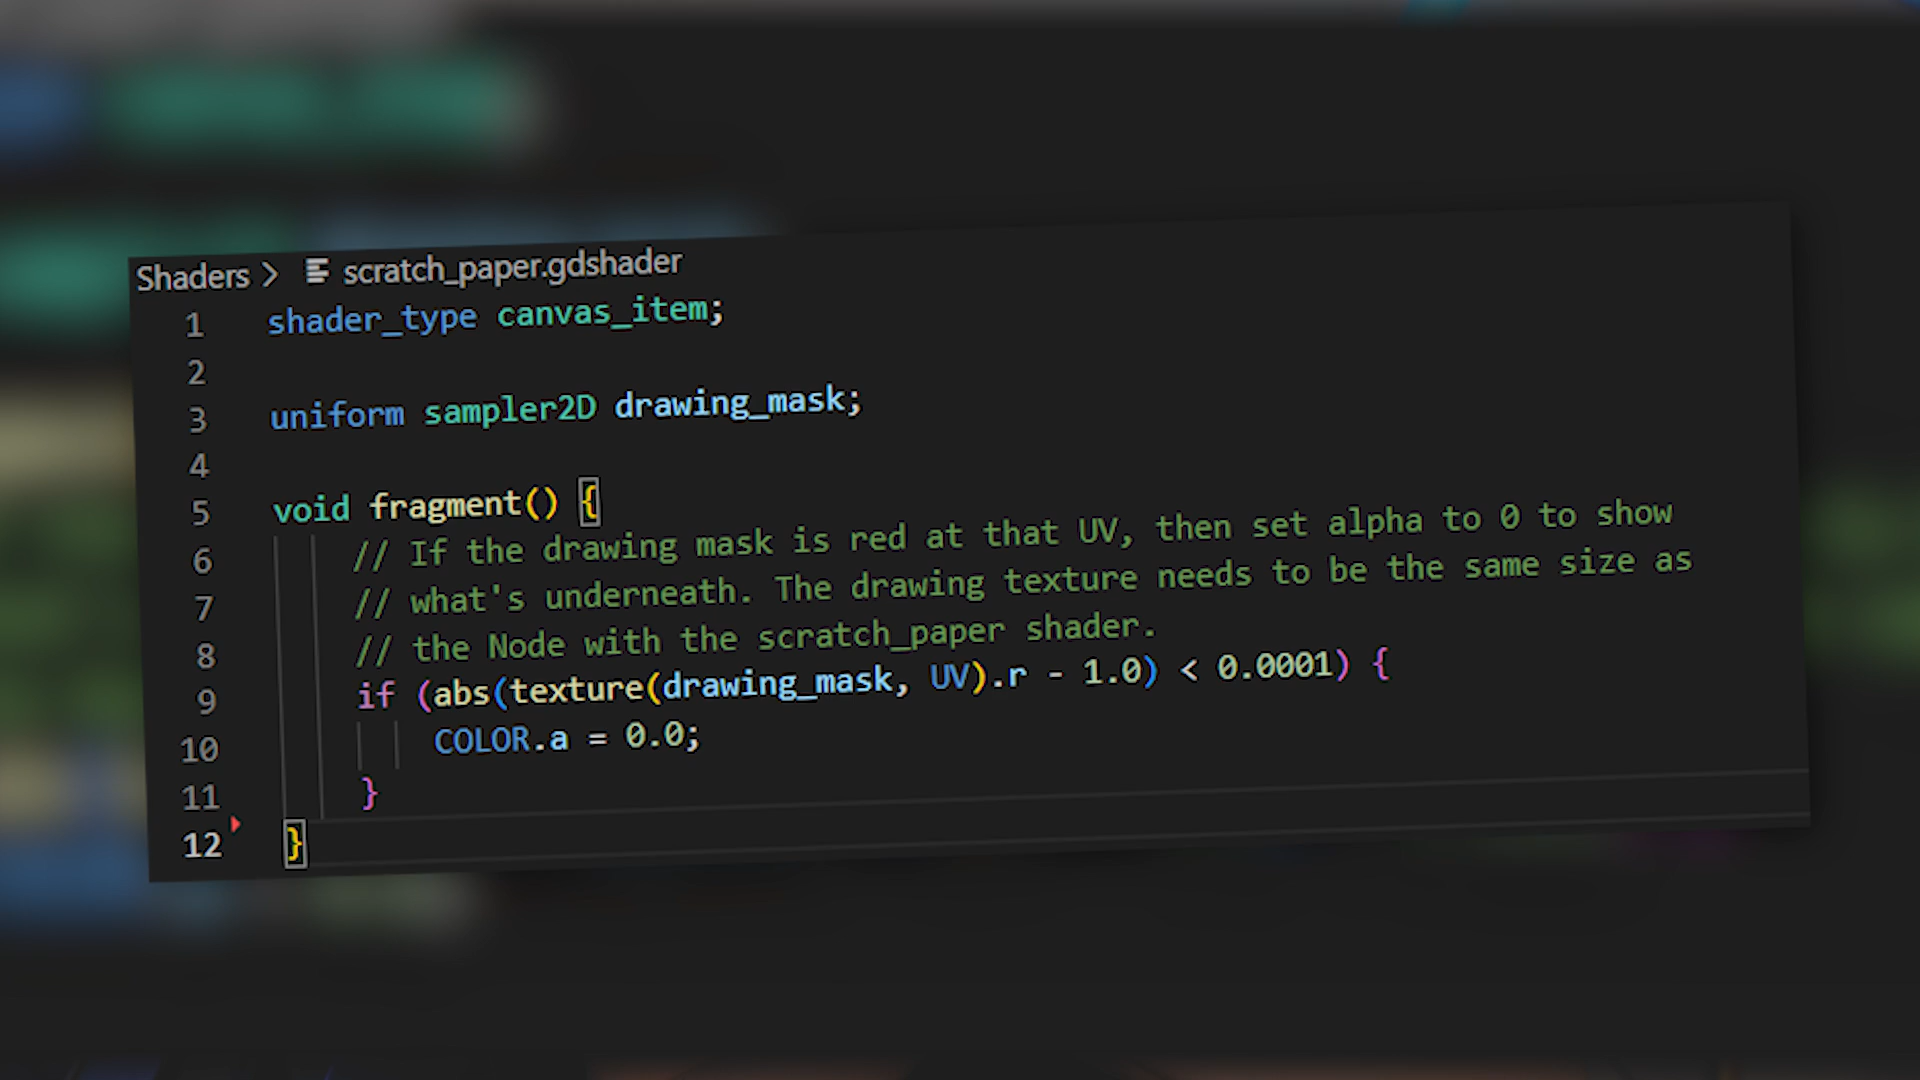 Shaders > scratch_paper.gdshader
1 shader_type canvas_item;
2
3 uniform sampler2D drawing_mask;
4
5 void fragment() {
6 // If the drawing mask is red at that UV, then set alpha to 0 to show
7 // what's underneath. The drawing texture needs to be the same size as
8 // the Node with the scratch_paper shader.
9 if (abs(texture(drawing_mask, UV).r - 1.0) < 0.0001) {
10 COLOR.a = 0.0;
11 }
12 }